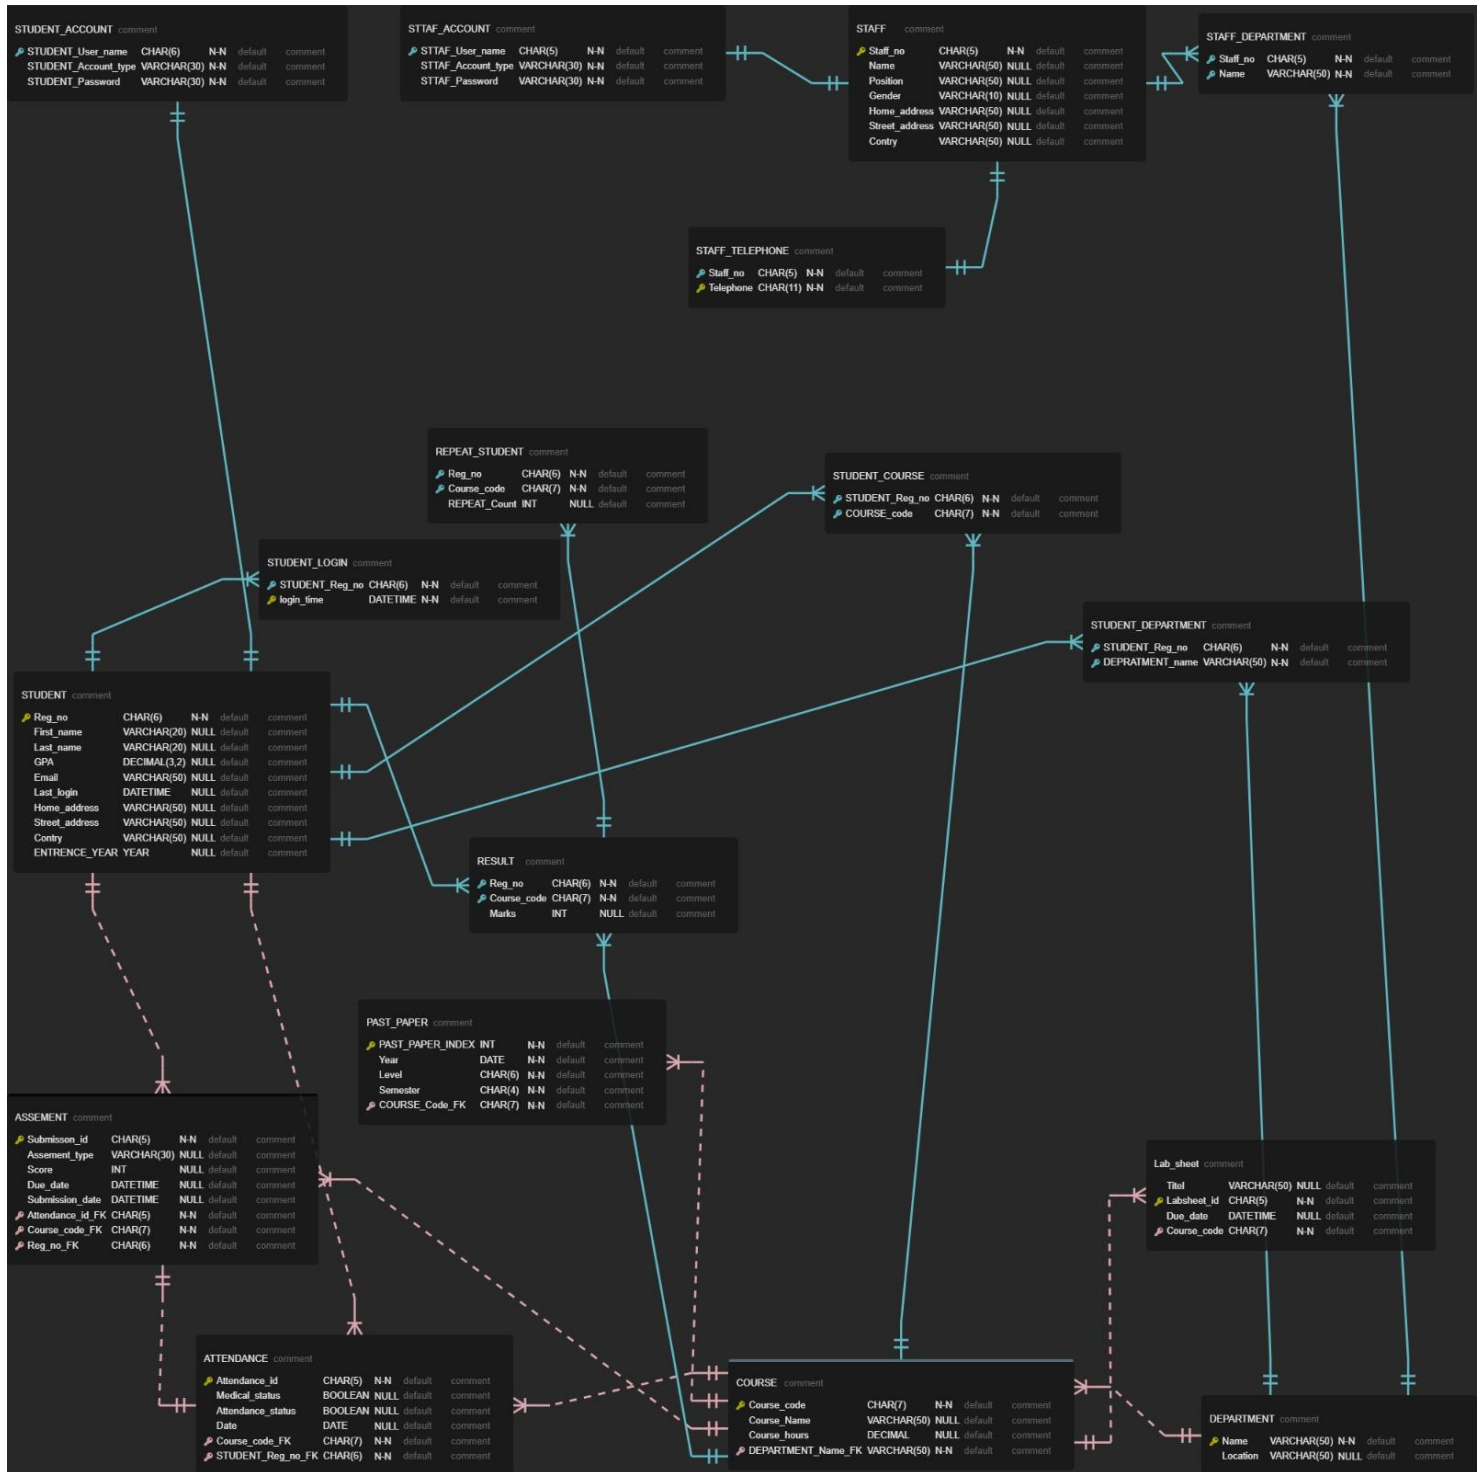 STUDENT_ACCOUNT comment
STUDENT_User_name CHAR(6) N-N default comment
STUDENT_Account_type VARCHAR(30) N-N default comment
STUDENT_Password VARCHAR(30) N-N default comment
STTAF_ACCOUNT comment
STTAF_User_name CHAR(5) N-N default comment
STTAF_Account_type VARCHAR(30) N-N default comment
STTAF_Password VARCHAR(30) N-N default comment
STAFF comment
Staff_no CHAR(5) N-N default comment
Name VARCHAR(50) NULL default comment
Position VARCHAR(50) NULL default comment
Gender VARCHAR(10) NULL default comment
Home_address VARCHAR(50) NULL default comment
Street_address VARCHAR(50) NULL default comment
Contry VARCHAR(50) NULL default comment
STAFF_DEPARTMENT comment
Staff_no CHAR(5) N-N default comment
Name VARCHAR(50) N-N default comment
STAFF_TELEPHONE comment
Staff_no CHAR(5) N-N default comment
Telephone CHAR(11) N-N default comment
REPEAT_STUDENT comment
Reg_no CHAR(6) N-N default comment
Course_code CHAR(7) N-N default comment
REPEAT_Count INT NULL default comment
STUDENT_COURSE comment
STUDENT_Reg_no CHAR(6) N-N default comment
COURSE_code CHAR(7) N-N default comment
STUDENT_LOGIN comment
STUDENT_Reg_no CHAR(6) N-N default comment
login_time DATETIME N-N default comment
STUDENT_DEPARTMENT comment
STUDENT_Reg_no CHAR(6) N-N default comment
DEPRATMENT_name VARCHAR(50) N-N default comment
STUDENT comment
Reg_no CHAR(6) N-N default comment
First_name VARCHAR(20) NULL default comment
Last_name VARCHAR(20) NULL default comment
GPA DECIMAL(3,2) NULL default comment
Email VARCHAR(50) NULL default comment
Last_login DATETIME NULL default comment
Home_address VARCHAR(50) NULL default comment
Street_address VARCHAR(50) NULL default comment
Contry VARCHAR(50) NULL default comment
ENTRENCE_YEAR YEAR NULL default comment
RESULT comment
Reg_no CHAR(6) N-N default comment
Course_code CHAR(7) N-N default comment
Marks INT NULL default comment
PAST_PAPER comment
PAST_PAPER_INDEX INT N-N default comment
Year DATE N-N default comment
Level CHAR(6) N-N default comment
Semester CHAR(4) N-N default comment
COURSE_Code_FK CHAR(7) N-N default comment
ASSEMENT comment
Submisson_id CHAR(5) N-N default comment
Assement_type VARCHAR(30) NULL default comment
Score INT NULL default comment
Due_date DATETIME NULL default comment
Submission_date DATETIME NULL default comment
Attendance_id_FK CHAR(5) N-N default comment
Course_code_FK CHAR(7) N-N default comment
Reg_no_FK CHAR(6) N-N default comment
Lab_sheet comment
Titel VARCHAR(50) NULL default comment
Labsheet_id CHAR(5) N-N default comment
Due_date DATETIME NULL default comment
Course_code CHAR(7) N-N default comment
ATTENDANCE comment
Attendance_id CHAR(5) N-N default comment
Medical_status BOOLEAN NULL default comment
Attendance_status BOOLEAN NULL default comment
Date DATE NULL default comment
Course_code_FK CHAR(7) N-N default comment
STUDENT_Reg_no_FK CHAR(6) N-N default comment
COURSE comment
Course_code CHAR(7) N-N default comment
Course_Name VARCHAR(50) NULL default comment
Course_hours DECIMAL NULL default comment
DEPARTMENT_Name_FK VARCHAR(50) N-N default comment
DEPARTMENT comment
Name VARCHAR(50) N-N default comment
Location VARCHAR(50) NULL default comment